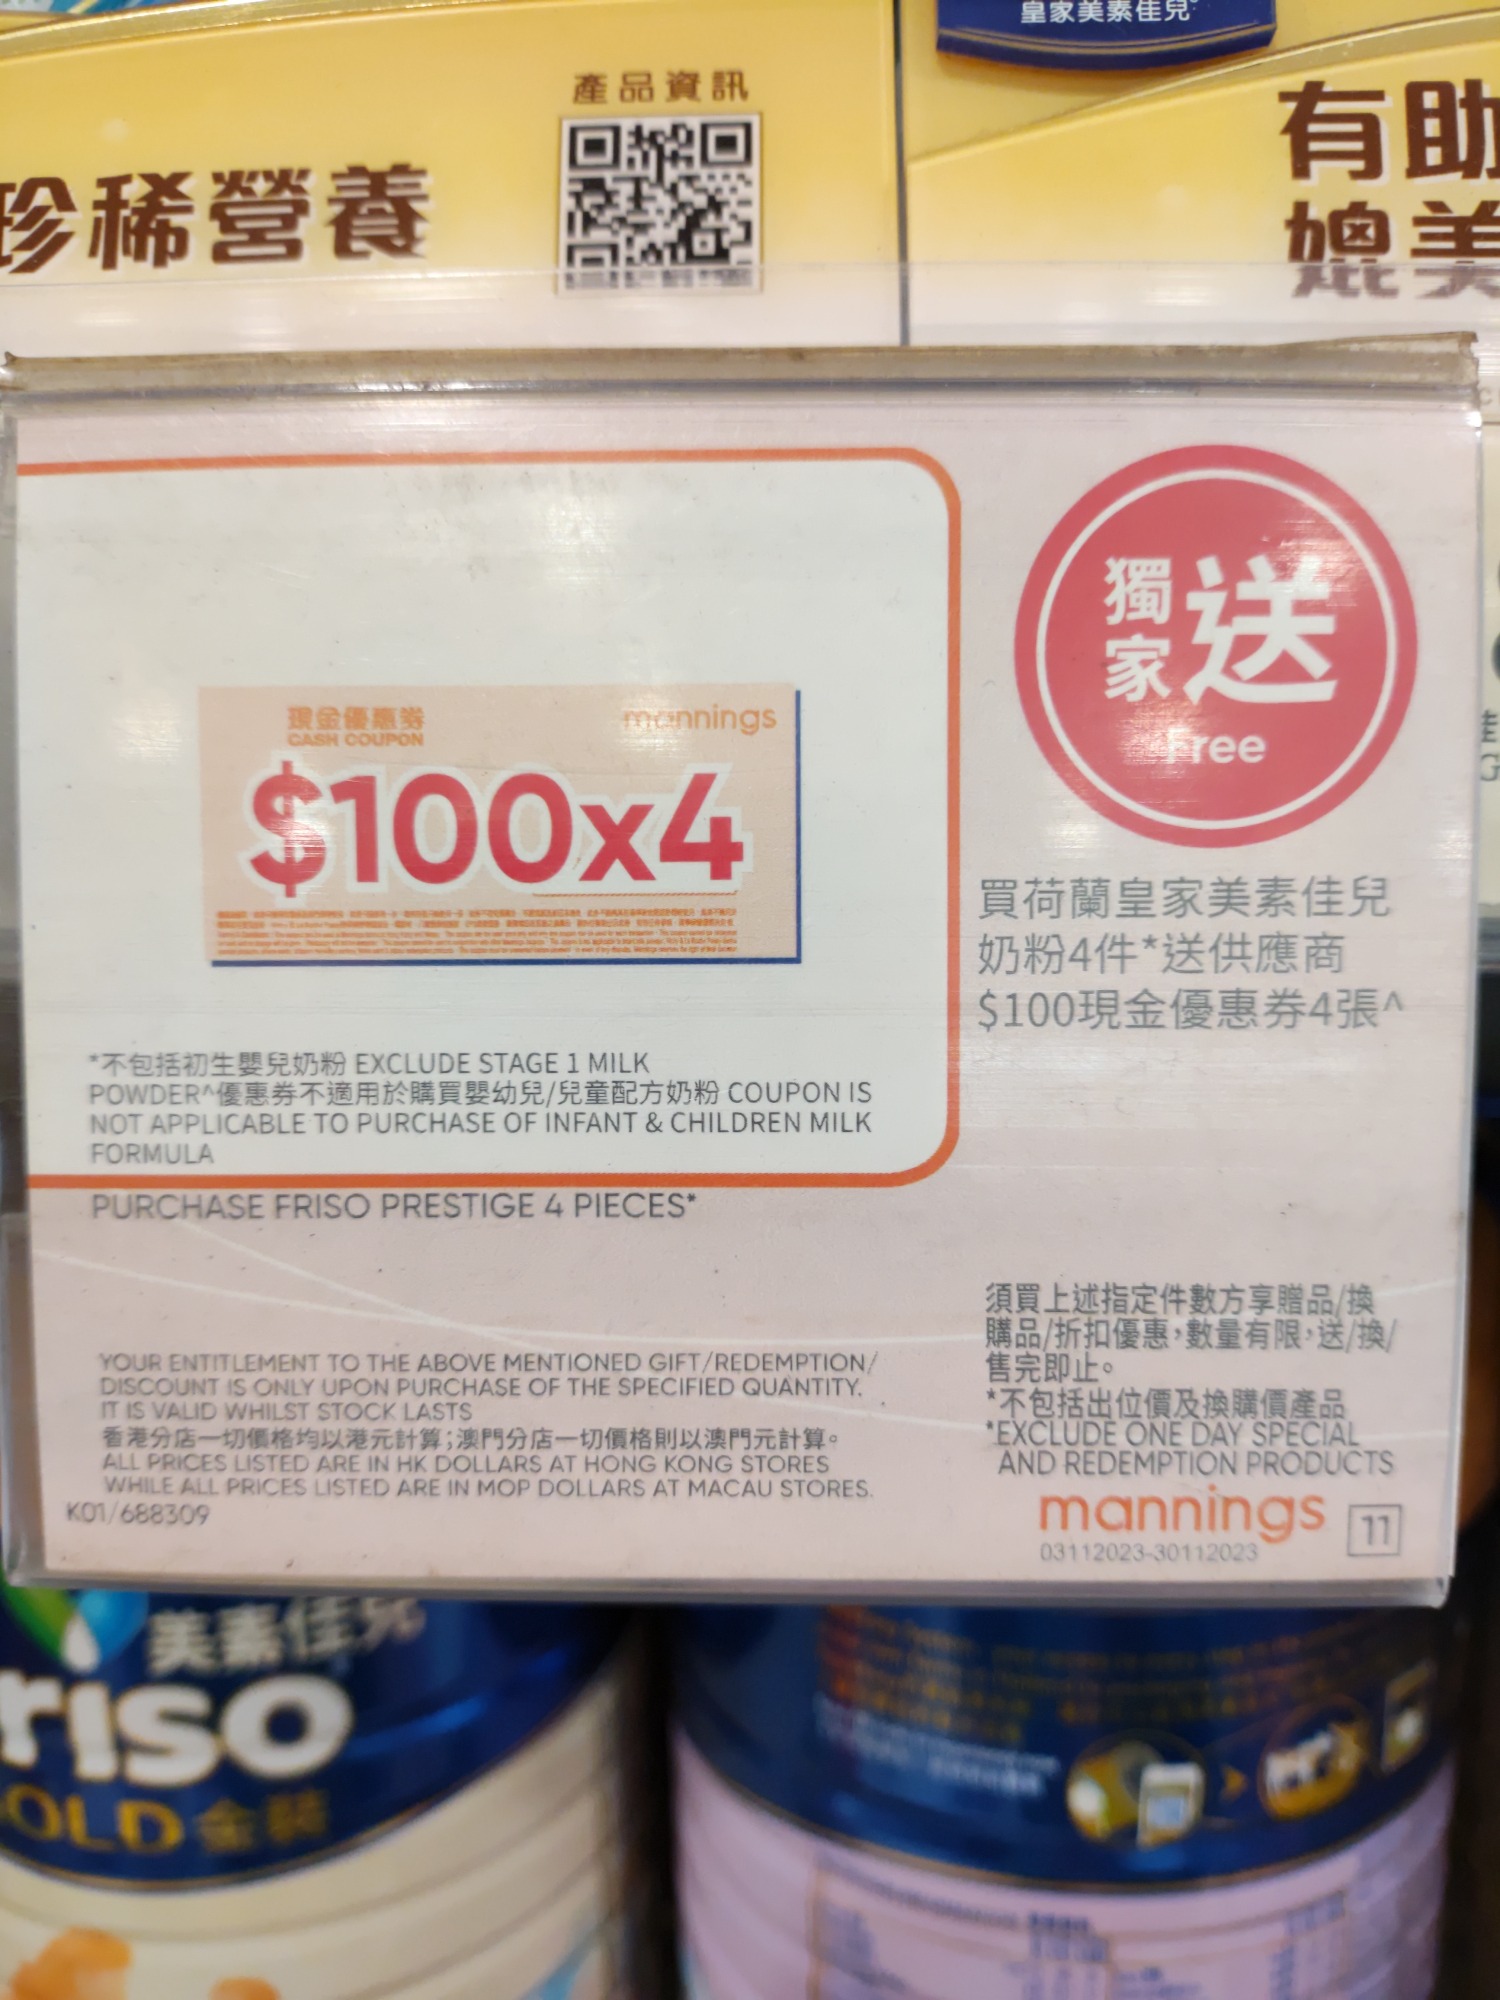 皇家美素佳兒
產品資訊
珍稀營養
有助
獨家送
Free
現金優惠券
CASH COUPON
mannings
$100x4
買荷蘭皇家美素佳兒
奶粉4件*送供應商
$100現金優惠券4張^
*不包括初生嬰兒奶粉 EXCLUDE STAGE 1 MILK
POWDER^優惠券不適用於購買嬰幼兒/兒童配方奶粉 COUPON IS
NOT APPLICABLE TO PURCHASE OF INFANT & CHILDREN MILK
FORMULA
PURCHASE FRISO PRESTIGE 4 PIECES*
YOUR ENTITLEMENT TO THE ABOVE MENTIONED GIFT/REDEMPTION/
DISCOUNT IS ONLY UPON PURCHASE OF THE SPECIFIED QUANTITY.
IT IS VALID WHILST STOCK LASTS
香港分店一切價格均以港元計算;澳門分店一切價格則以澳門元計算。
ALL PRICES LISTED ARE IN HK DOLLARS AT HONG KONG STORES
WHILE ALL PRICES LISTED ARE IN MOP DOLLARS AT MACAU STORES.
K01/688309
須買上述指定件數方享贈品/換
購品/折扣優惠,數量有限,送/換/
售完即止。
*不包括出位價及換購價產品
*EXCLUDE ONE DAY SPECIAL
AND REDEMPTION PRODUCTS
mannings
03112023-30112023
11
美素佳兒
riso
OLD 金裝